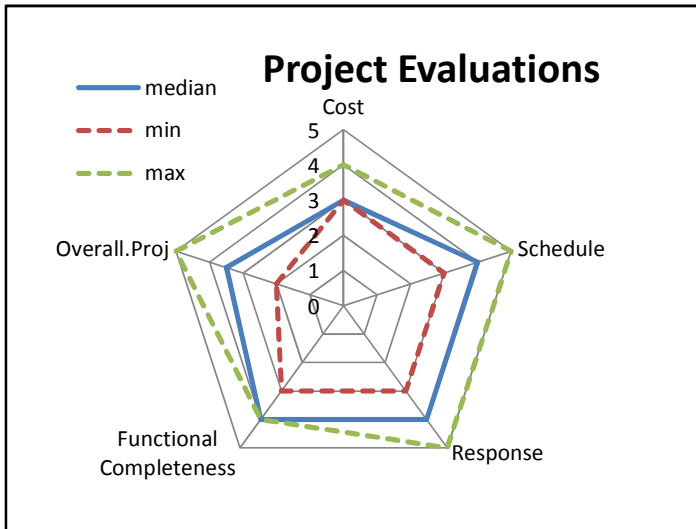 Project Evaluations
median
min
max
Cost
5
4
3
2
1
0
Overall.Proj
Schedule
Functional
Completeness
Response